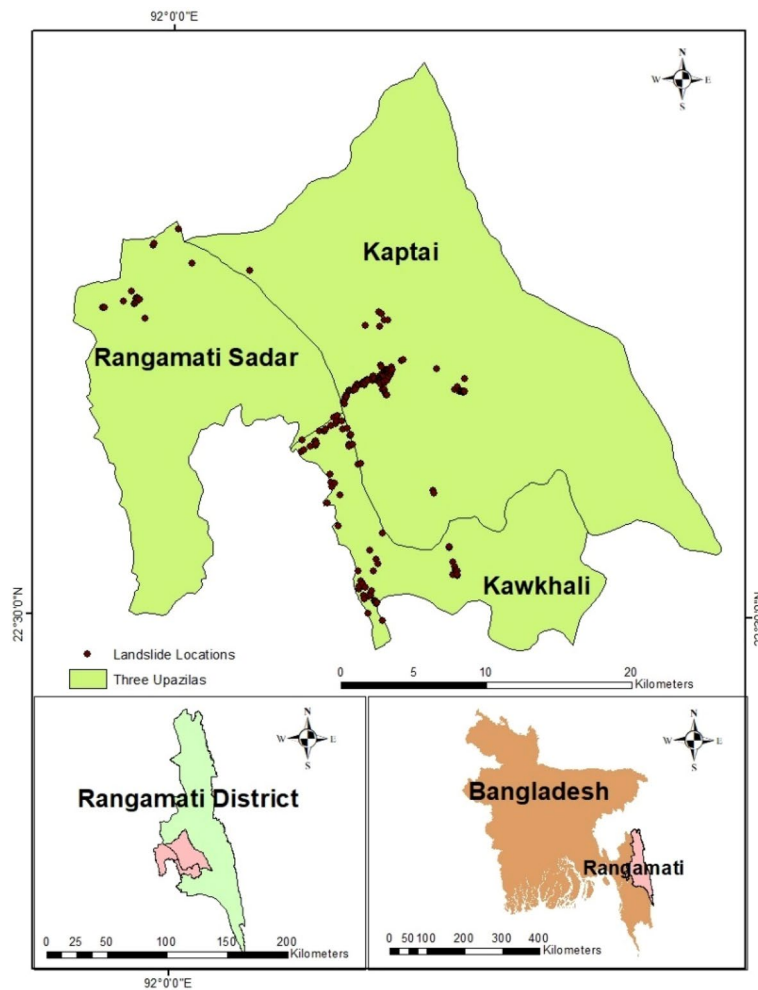 92°0'0"E
N
W E
S
Kaptai
Rangamati Sadar
Kawkhali
22°30'0"N
Landslide Locations
Three Upazilas
0 5 10 20
Kilometers
N
W E
S
Rangamati District
0 25 50 100 150 200
Kilometers
92°0'0"E
N
W E
S
Bangladesh
Rangamati
0 50 100 200 300 400
Kilometers